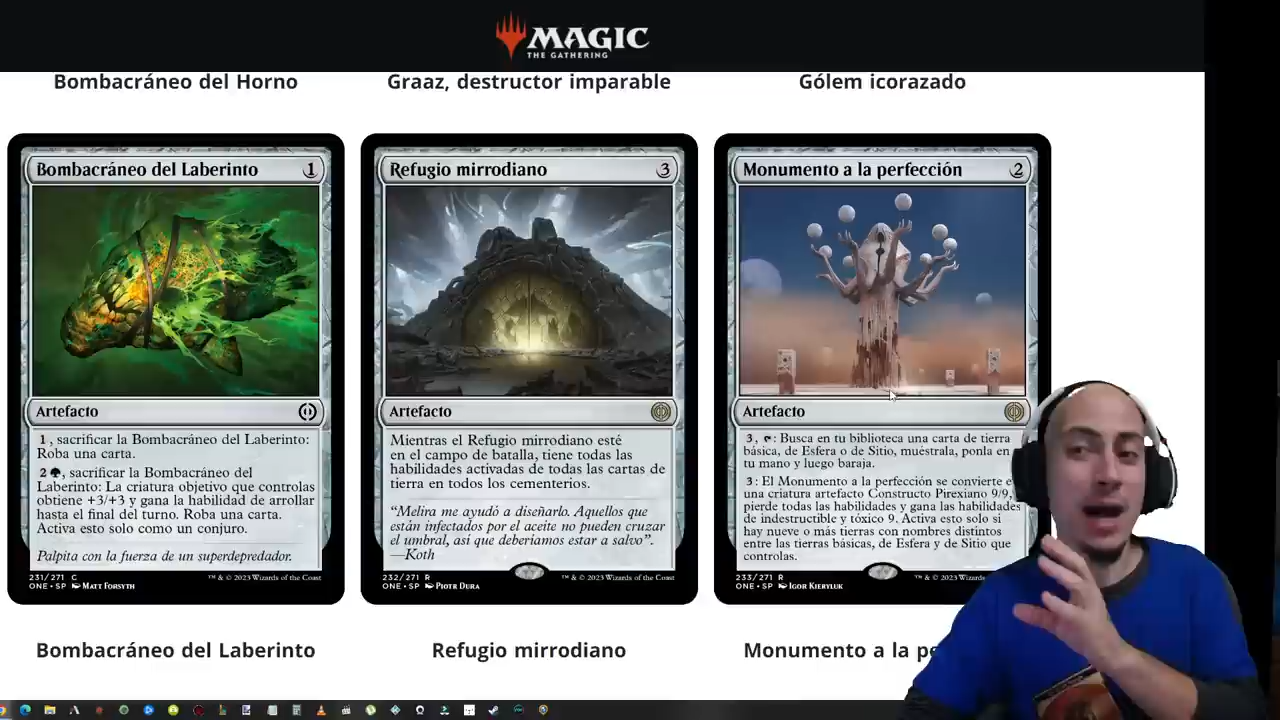 MAGIC
THE GATHERING
Bombacráneo del Horno
Graaz, destructor imparable
Gólem icorazado
Bombacráneo del Laberinto 1
Artefacto
1, sacrificar la Bombacráneo del Laberinto:
Roba una carta.
2, sacrificar la Bombacráneo del
Laberinto: La criatura objetivo que controlas
obtiene +3/+3 y gana la habilidad de arrollar
hasta el final del turno. Roba una carta.
Activa esto solo como un conjuro.
Palpita con la fuerza de un superdepredador.
231/271 C
ONE • SP MATT FORSYTH
™ & © 2023 Wizards of the Coast
Refugio mirrodiano 3
Artefacto
Mientras el Refugio mirrodiano esté
en el campo de batalla, tiene todas las
habilidades activadas de todas las cartas de
tierra en todos los cementerios.
“Melira me ayudó a diseñarlo. Aquellos que
están infectados por el aceite no pueden cruzar
el umbral, así que deberíamos estar a salvo”.
—Koth
232/271 R
ONE • SP PIOTR DURA
™ & © 2023 Wizards of the Coast
Monumento a la perfección 2
Artefacto
3, : Busca en tu biblioteca una carta de tierra
básica, de Esfera o de Sitio, muéstrala, ponla en
tu mano y luego baraja.
3: El Monumento a la perfección se convierte e
una criatura artefacto Constructo Pirexiano 9/9,
pierde todas las habilidades y gana las habilidades
de indestructible y tóxico 9. Activa esto solo si
hay nueve o más tierras con nombres distintos
entre las tierras básicas, de Esfera y de Sitio que
controlas.
233/271 R
ONE • SP IGOR KIERYLUK
™ & © 2023 Wizards
Bombacráneo del Laberinto
Refugio mirrodiano
Monumento a la pe